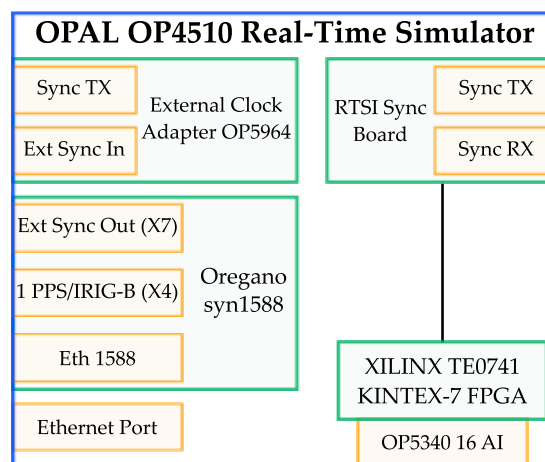 OPAL OP4510 Real-Time Simulator
Sync TX
External Clock
Adapter OP5964
Ext Sync In
RTSI Sync
Board
Sync TX
Sync RX
Ext Sync Out (X7)
1 PPS/IRIG-B (X4)
Oregano
syn1588
Eth 1588
Ethernet Port
XILINX TE0741
KINTEX-7 FPGA
OP5340 16 AI